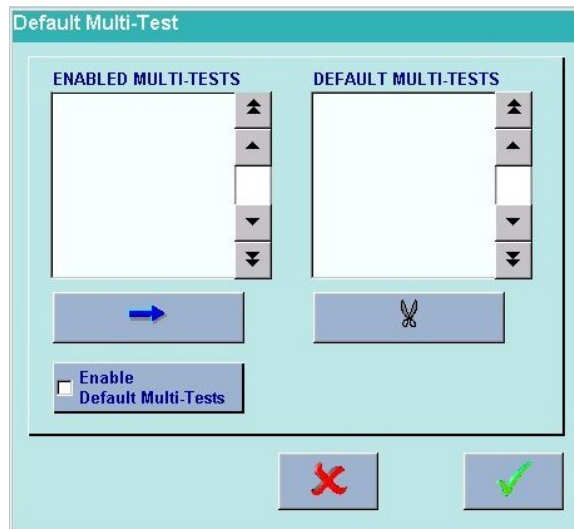 Default Multi-Test
ENABLED MULTI-TESTS
DEFAULT MULTI-TESTS
Enable
Default Multi-Tests